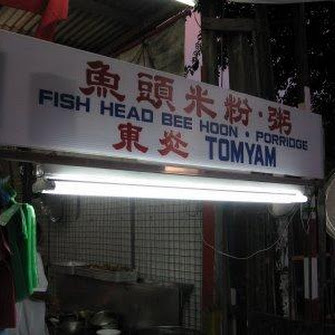 魚頭米粉·粥
FISH HEAD BEE HOON · PORRIDGE
東炎 TOMYAM